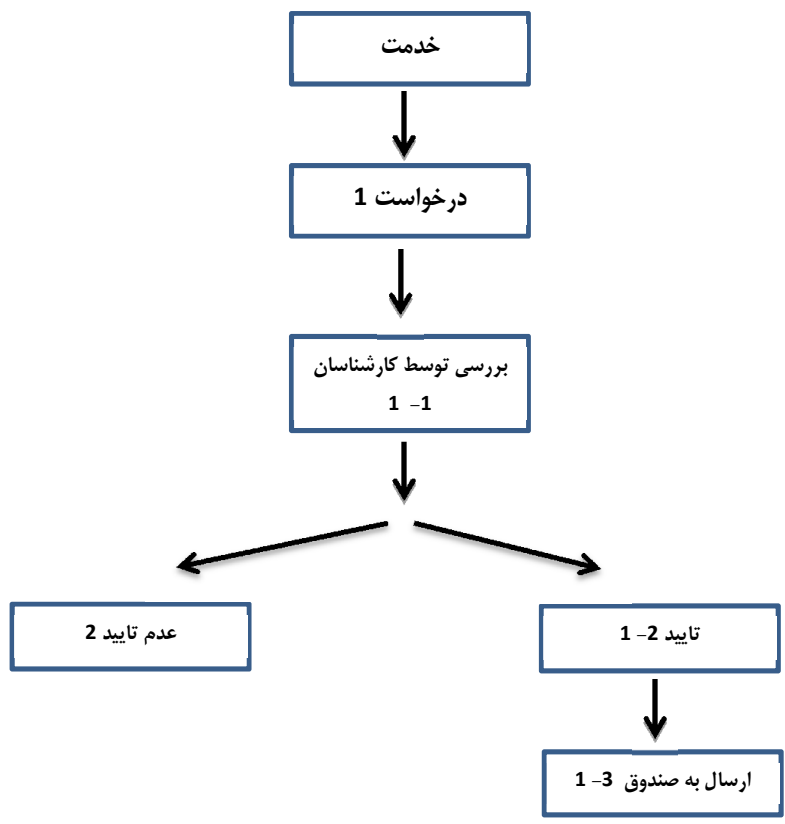 خدمت
درخواست 1
بررسی توسط کارشناسان
1 –1
تایید 2– 1
عدم تایید 2
ارسال به صندوق 3– 1